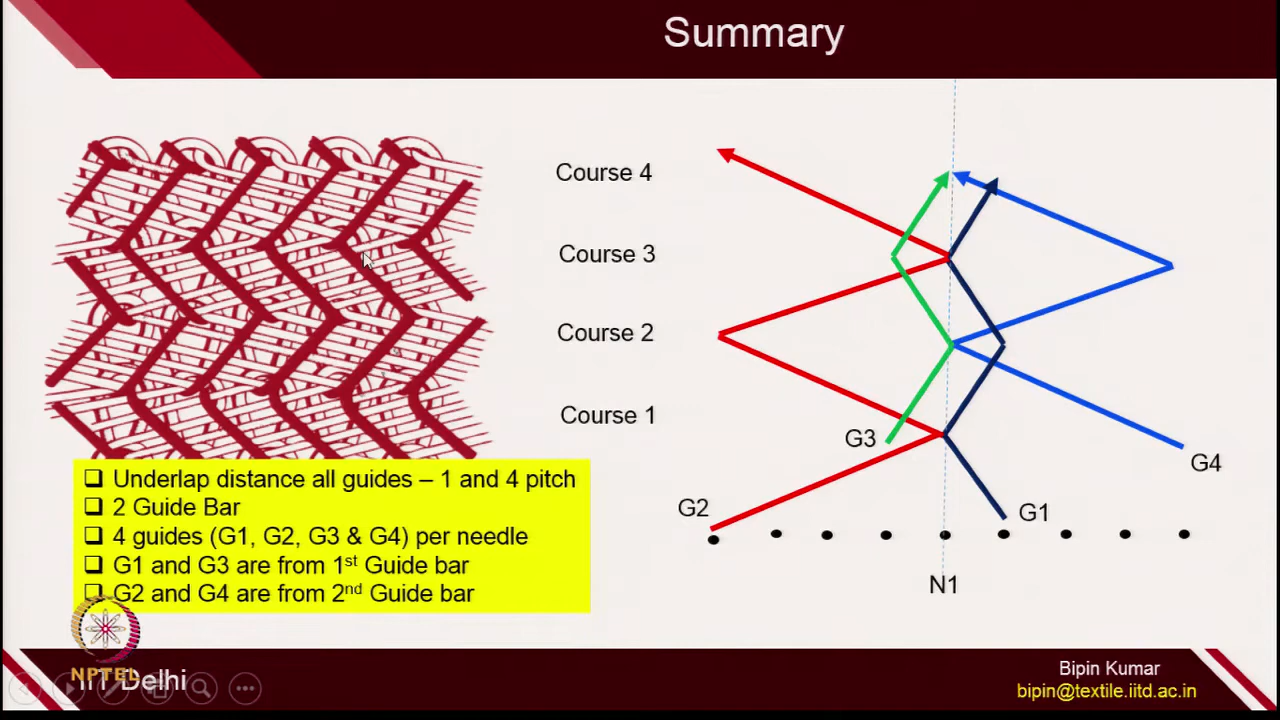 Summary
Course 4
Course 3
Course 2
Course 1
G3
G4
G2
G1
N1
Underlap distance all guides – 1 and 4 pitch
2 Guide Bar
4 guides (G1, G2, G3 & G4) per needle
G1 and G3 are from 1st Guide bar
G2 and G4 are from 2nd Guide bar
NPTEL
IIT Delhi
Bipin Kumar
bipin@textile.iitd.ac.in